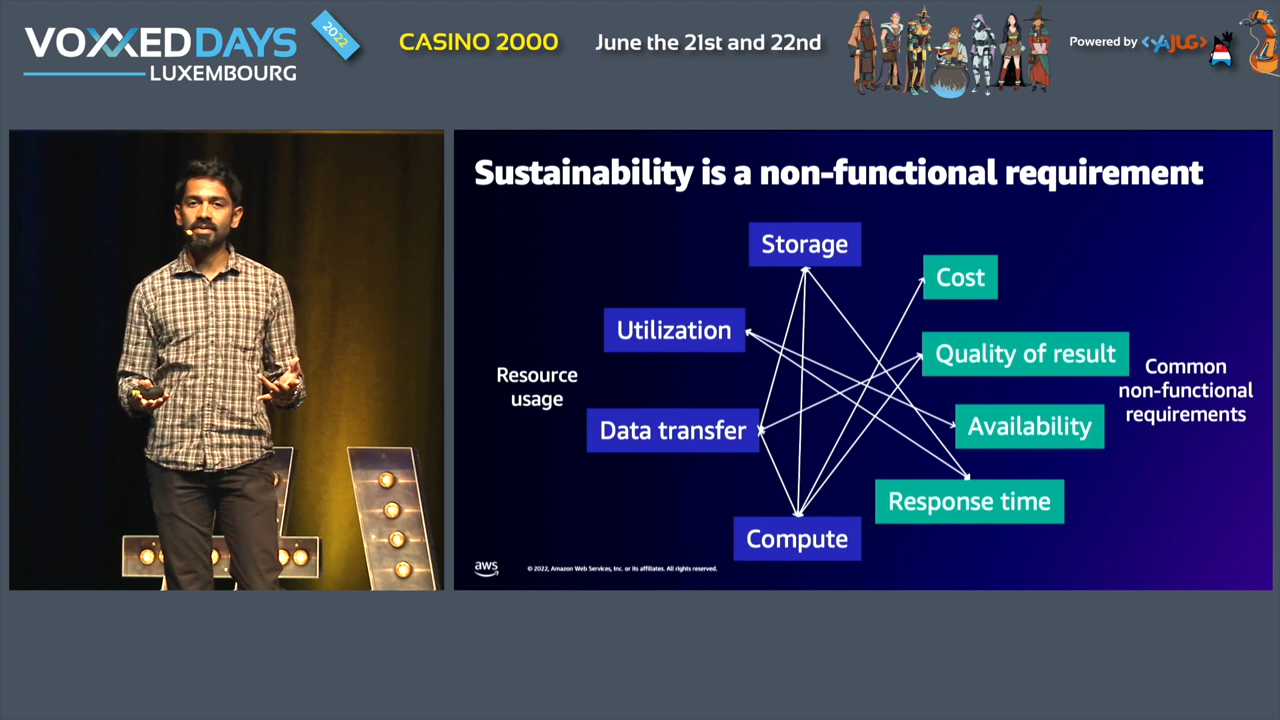 VOXXEDDAYS
LUXEMBOURG
2022
CASINO 2000
June the 21st and 22nd
Powered by <YAJUG>
Sustainability is a non-functional requirement
Storage
Cost
Utilization
Quality of result
Resource
usage
Common
non-functional
requirements
Data transfer
Availability
Response time
Compute
aws
© 2022, Amazon Web Services, Inc. or its affiliates. All rights reserved.